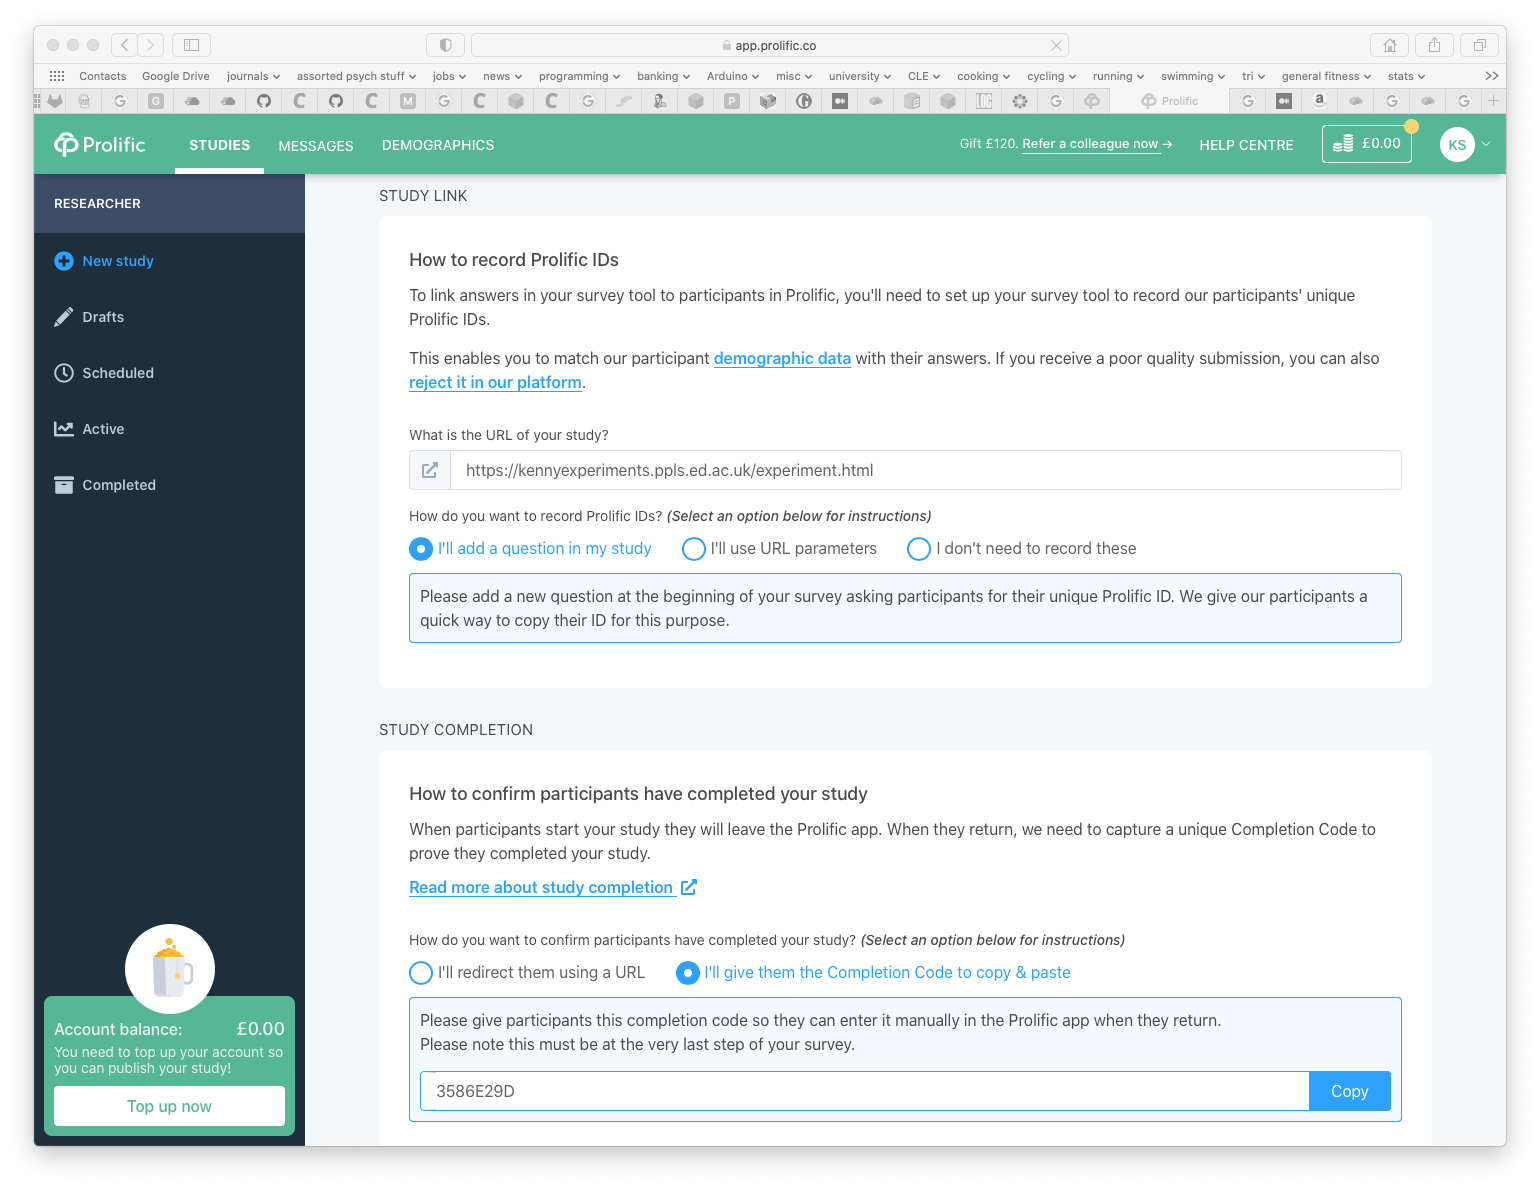 app.prolific.co
Contacts Google Drive journals assorted psych stuff jobs news programming banking Arduino misc university CLE cooking cycling running swimming tri general fitness stats
Prolific
Prolific STUDIES MESSAGES DEMOGRAPHICS Gift £120. Refer a colleague now → HELP CENTRE £0.00 KS
RESEARCHER
New study
Drafts
Scheduled
Active
Completed
Account balance: £0.00
You need to top up your account so
you can publish your study!
Top up now
STUDY LINK
How to record Prolific IDs
To link answers in your survey tool to participants in Prolific, you'll need to set up your survey tool to record our participants' unique
Prolific IDs.
This enables you to match our participant demographic data with their answers. If you receive a poor quality submission, you can also
reject it in our platform.
What is the URL of your study?
https://kennyexperiments.ppls.ed.ac.uk/experiment.html
How do you want to record Prolific IDs? (Select an option below for instructions)
I'll add a question in my study I'll use URL parameters I don't need to record these
Please add a new question at the beginning of your survey asking participants for their unique Prolific ID. We give our participants a
quick way to copy their ID for this purpose.
STUDY COMPLETION
How to confirm participants have completed your study
When participants start your study they will leave the Prolific app. When they return, we need to capture a unique Completion Code to
prove they completed your study.
Read more about study completion
How do you want to confirm participants have completed your study? (Select an option below for instructions)
I'll redirect them using a URL I'll give them the Completion Code to copy & paste
Please give participants this completion code so they can enter it manually in the Prolific app when they return.
Please note this must be at the very last step of your survey.
3586E29D Copy